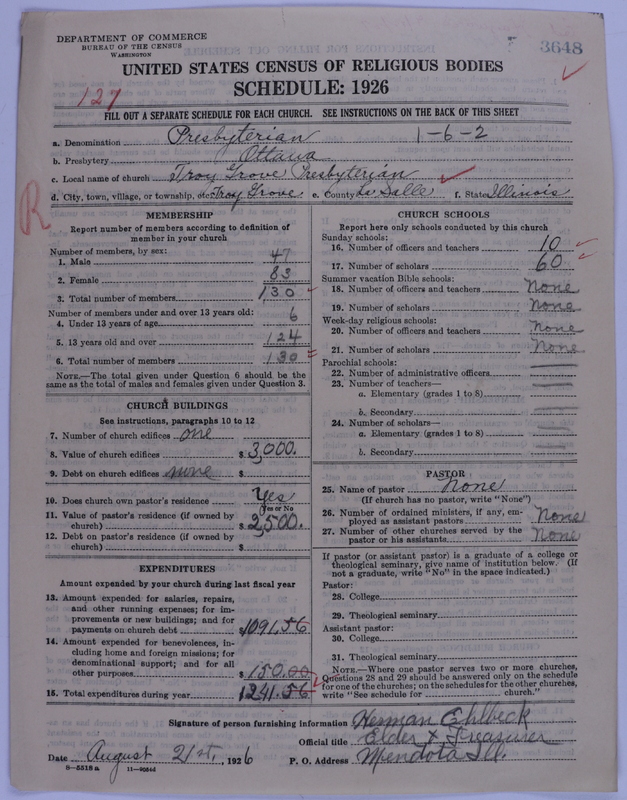 DEPARTMENT OF COMMERCE
BUREAU OF THE CENSUS
WASHINGTON
3648
UNITED STATES CENSUS OF RELIGIOUS BODIES
SCHEDULE: 1926
127
FILL OUT A SEPARATE SCHEDULE FOR EACH CHURCH. SEE INSTRUCTIONS ON THE BACK OF THIS SHEET
a. Denomination Presbyterian 1-6-2
b. Presbytery Ottawa
c. Local name of church Troy Grove Presbyterian
d. City, town, village, or township, etc. Troy Grove e. County La Salle f. State Illinois
R
MEMBERSHIP
Report number of members according to definition of
member in your church
Number of members, by sex:
1. Male 47
2. Female 83
3. Total number of members 130
Number of members under and over 13 years old:
4. Under 13 years of age 6
5. 13 years old and over 124
6. Total number of members 130
NOTE.—The total given under Question 6 should be
the same as the total of males and females given under Question 3.
CHURCH BUILDINGS
See instructions, paragraphs 10 to 12
7. Number of church edifices one
8. Value of church edifices $ 3,000.
9. Debt on church edifices none $
10. Does church own pastor's residence Yes
(Yes or No)
11. Value of pastor's residence (if owned by
church) $ 2,500.
12. Debt on pastor's residence (if owned by
church) $
EXPENDITURES
Amount expended by your church during last fiscal year
13. Amount expended for salaries, repairs,
and other running expenses; for im-
provements or new buildings; and for
payments on church debt $1091.56
14. Amount expended for benevolences, in-
cluding home and foreign missions; for
denominational support; and for all
other purposes $150.00
15. Total expenditures during year 1241.56
CHURCH SCHOOLS
Report here only schools conducted by this church
Sunday schools:
16. Number of officers and teachers 10
17. Number of scholars 60
Summer vacation Bible schools:
18. Number of officers and teachers None
19. Number of scholars None
Week-day religious schools:
20. Number of officers and teachers None
21. Number of scholars None
Parochial schools:
22. Number of administrative officers
23. Number of teachers—
a. Elementary (grades 1 to 8)
b. Secondary
24. Number of scholars—
a. Elementary (grades 1 to 8)
b. Secondary
PASTOR
25. Name of pastor None
(If church has no pastor, write "None")
26. Number of ordained ministers, if any, em-
ployed as assistant pastors None
27. Number of other churches served by the
pastor or his assistants None
If pastor (or assistant pastor) is a graduate of a college or
theological seminary, give name of institution below. (If
not a graduate, write "No" in the space indicated.)
Pastor:
28. College
29. Theological seminary
Assistant pastor:
30. College
31. Theological seminary
NOTE.—Where one pastor serves two or more churches,
Questions 28 and 29 should be answered only on the schedule
for one of the churches; on the schedules for the other churches,
write "See schedule for church."
Signature of person furnishing information Herman Ehlbeck
Official title Elder & Treasurer
Date August 21st, 1926 P. O. Address Mendota Ill.
8-5518a